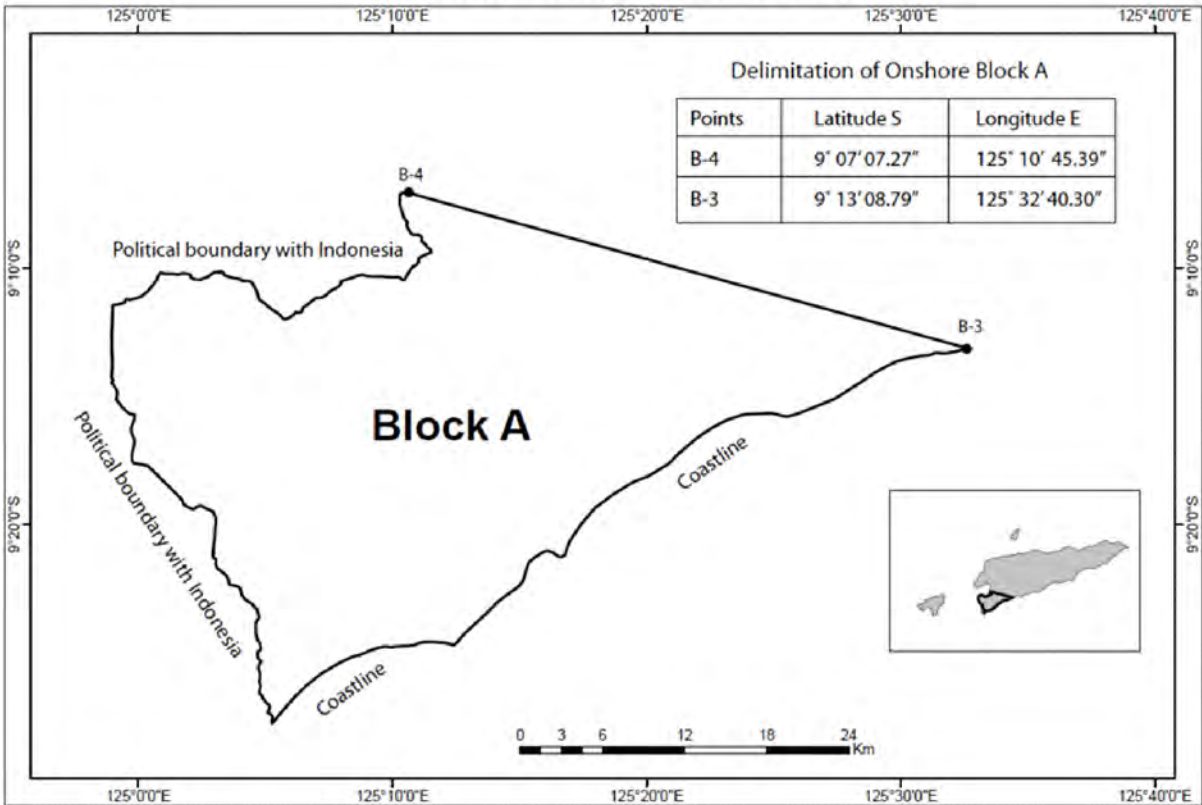 125°0'0"E 125°10'0"E 125°20'0"E 125°30'0"E 125°40'0"E
Delimitation of Onshore Block A
Points Latitude S Longitude E
B-4 9° 07' 07.27" 125° 10' 45.39"
B-3 9° 13' 08.79" 125° 32' 40.30"
B-4
Political boundary with Indonesia
9°10'0"S 9°10'0"S
B-3
Block A
Political boundary with Indonesia
Coastline
9°20'0"S 9°20'0"S
Coastline
0 3 6 12 18 24
Km
125°0'0"E 125°10'0"E 125°20'0"E 125°30'0"E 125°40'0"E